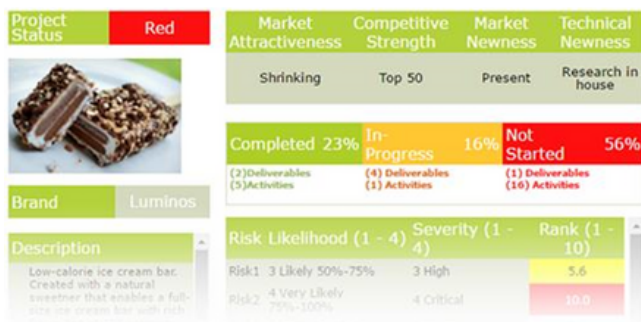 Project
Status
Red
Market
Attractiveness
Competitive
Strength
Market
Newness
Technical
Newness
Shrinking
Top 50
Present
Research in
house
Completed 23%
In-
Progress
16%
Not
Started
56%
(2)Deliverables
(5)Activities
(4) Deliverables
(1) Activities
(1) Deliverables
(16) Activities
Brand
Luminos
Description
Low-calorie ice cream bar.
Created with a natural
sweetner that enables a full-
size ice cream bar with rich
Risk
Likelihood (1 - 4)
Severity (1 -
4)
Rank (1 -
10)
Risk1
3 Likely 50%-75%
3 High
5.6
Risk2
4 Very Likely
75%-100%
4 Critical
10.0